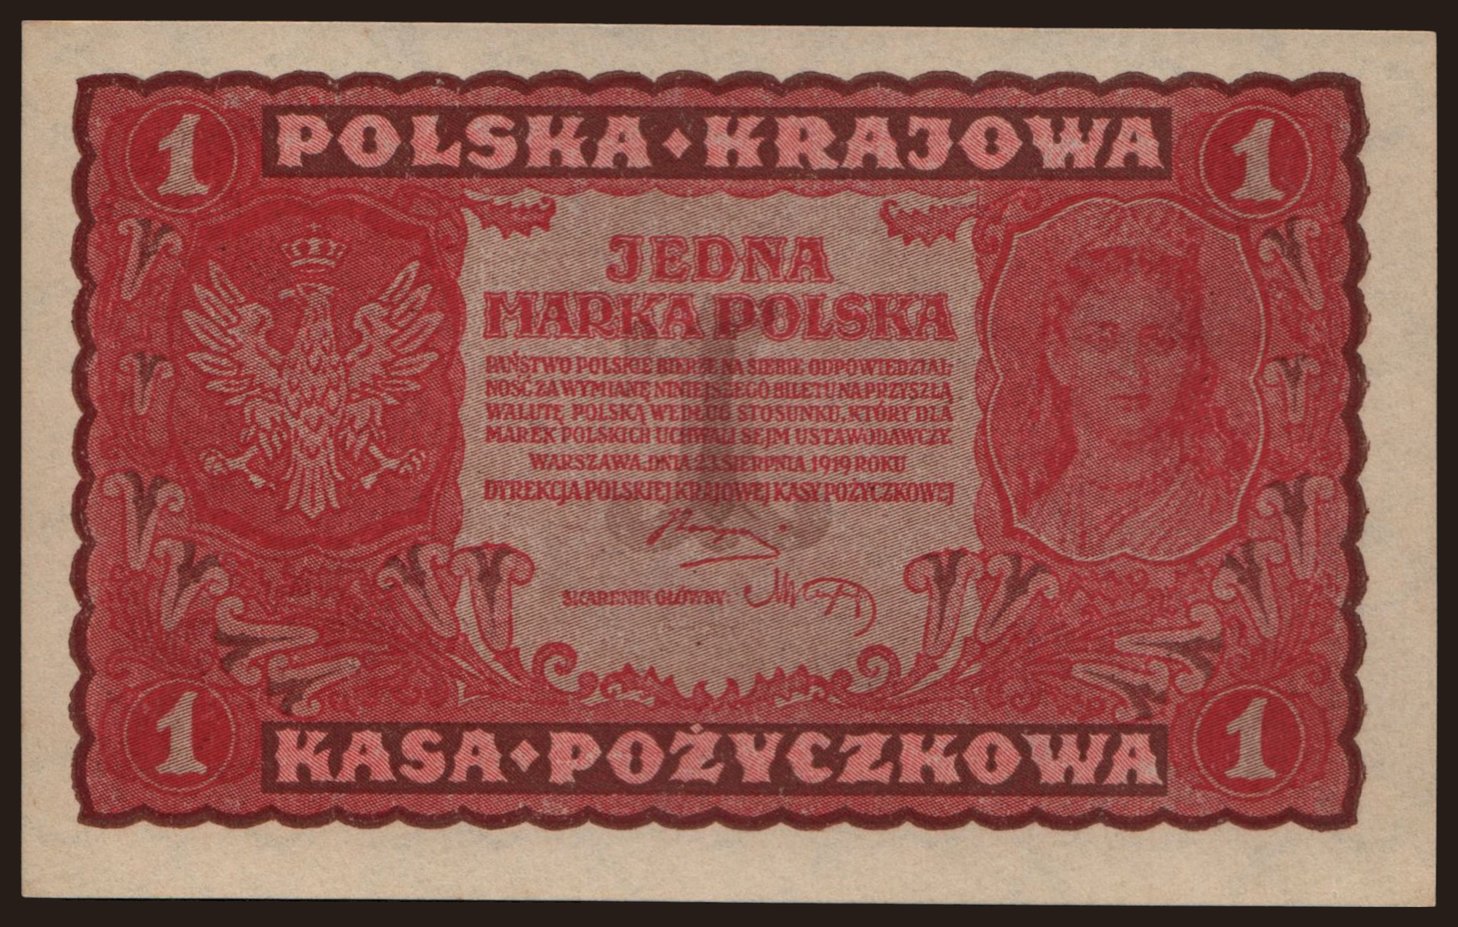 1 POLSKA • KRAJOWA 1
JEDNA
MARKA POLSKA
PAŃSTWO POLSKIE BIERZE NA SIEBIE ODPOWIEDZIAL-
NOŚĆ ZA WYMIANĘ NINIEJSZEGO BILETU NA PRZYSZŁĄ
WALUTĘ POLSKĄ WEDŁUG STOSUNKU, KTÓRY DLA
MAREK POLSKICH UCHWALI SEJM USTAWODAWCZY.
WARSZAWA, DNIA 23 SIERPNIA 1919 ROKU
DYREKCJA POLSKIEJ KRAJOWEJ KASY POŻYCZKOWEJ
SKARBNIK GŁÓWNY:
1 KASA • POŻYCZKOWA 1